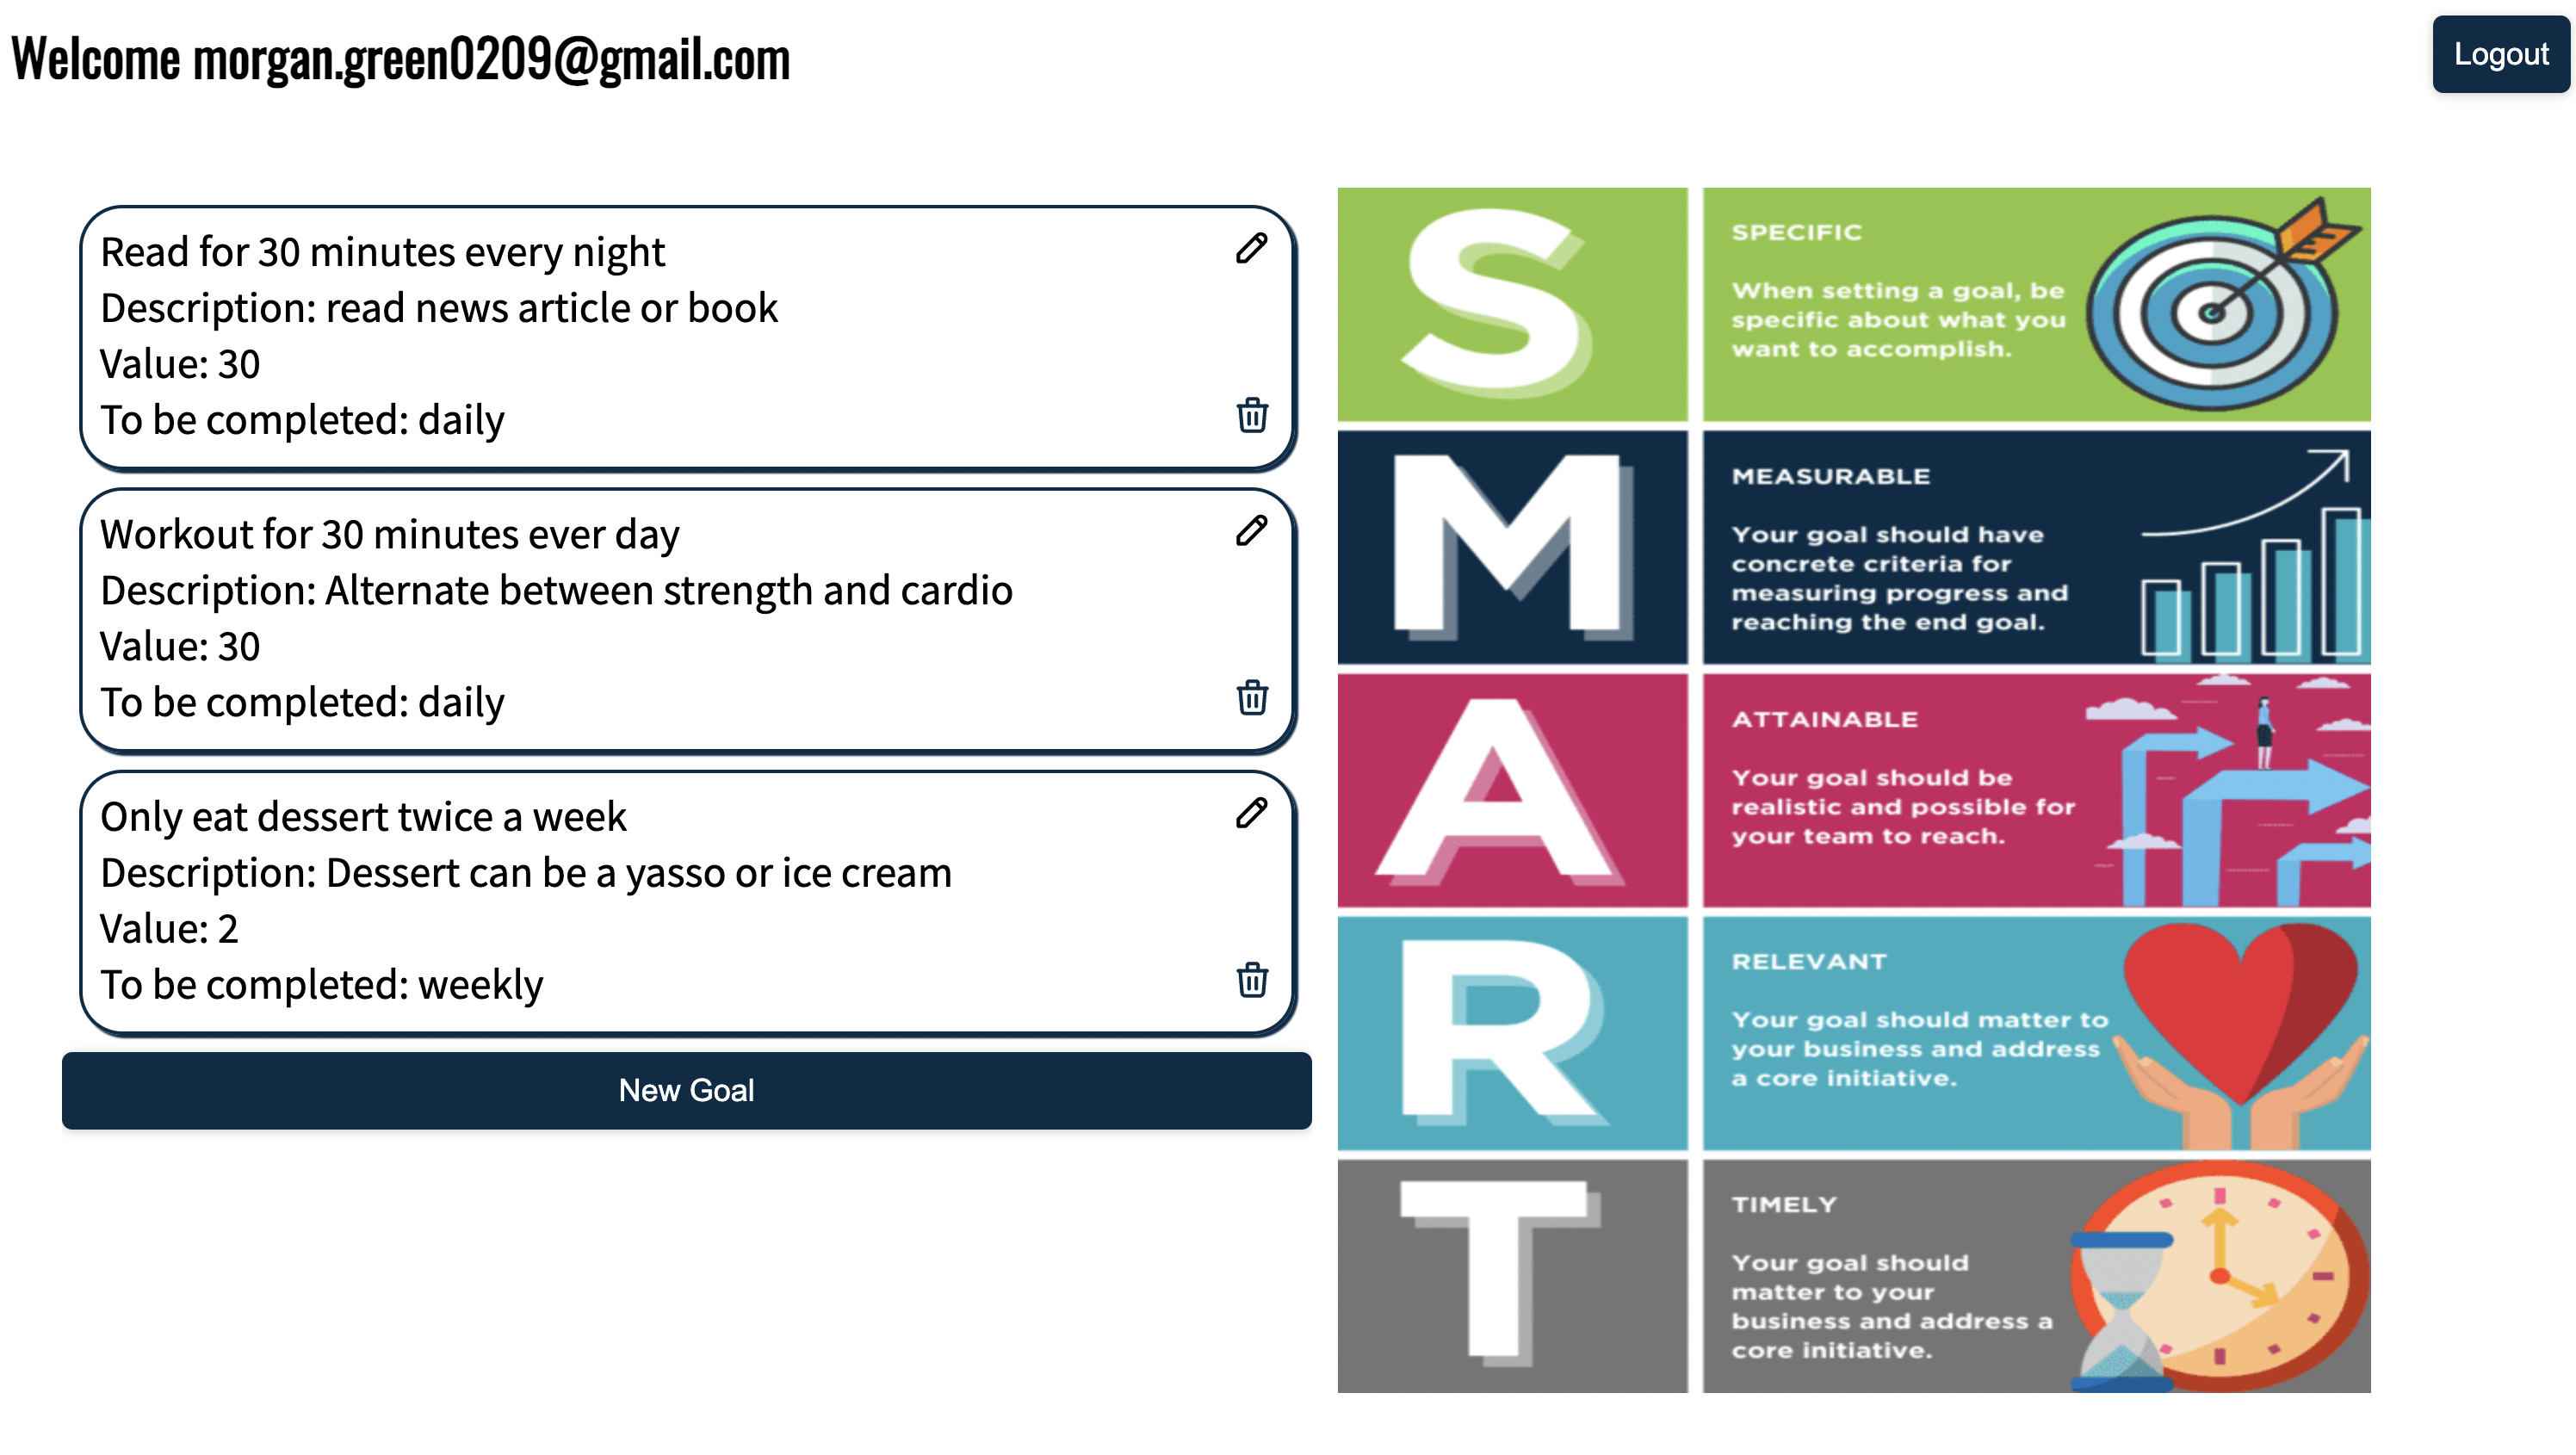 Welcome morgan.green0209@gmail.com
Logout
Read for 30 minutes every night
Description: read news article or book
Value: 30
To be completed: daily
Workout for 30 minutes ever day
Description: Alternate between strength and cardio
Value: 30
To be completed: daily
Only eat dessert twice a week
Description: Dessert can be a yasso or ice cream
Value: 2
To be completed: weekly
New Goal
S
SPECIFIC
When setting a goal, be
specific about what you
want to accomplish.
M
MEASURABLE
Your goal should have
concrete criteria for
measuring progress and
reaching the end goal.
A
ATTAINABLE
Your goal should be
realistic and possible for
your team to reach.
R
RELEVANT
Your goal should matter to
your business and address
a core initiative.
T
TIMELY
Your goal should
matter to your
business and address a
core initiative.